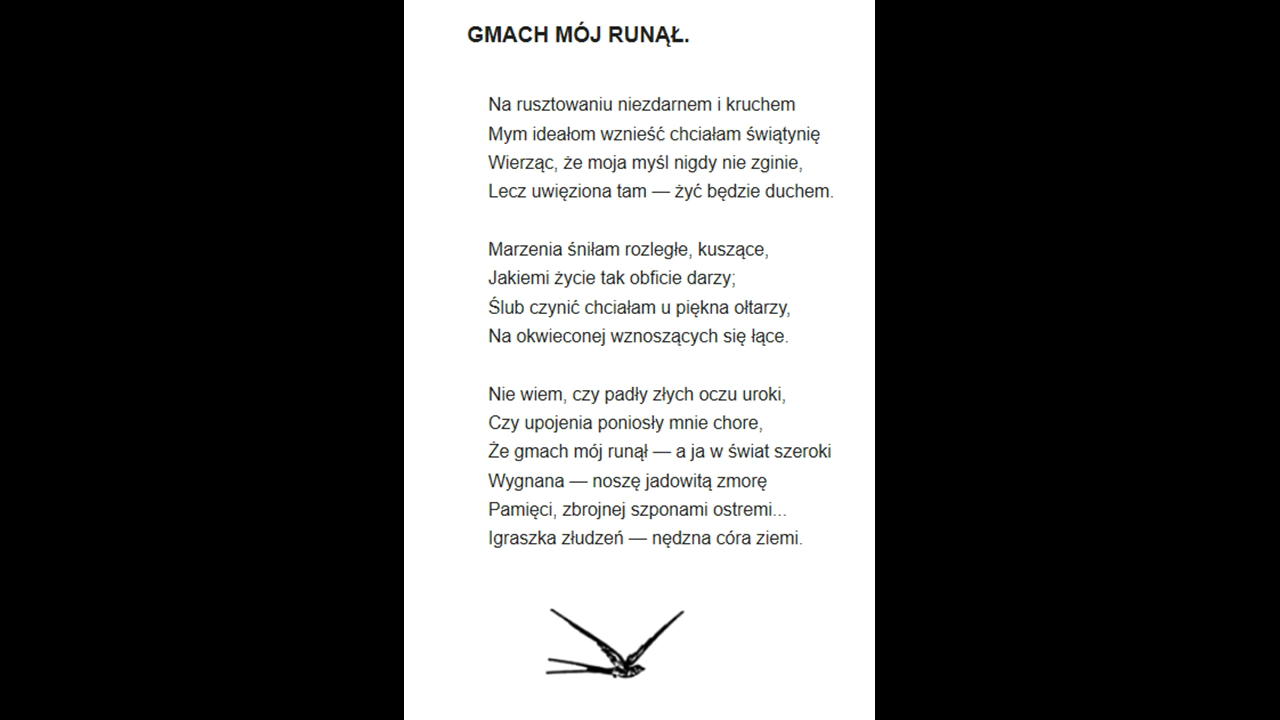 GMACH MÓJ RUNĄŁ.
Na rusztowaniu niezdarnem i kruchem
Mym ideałom wznieść chciałam świątynię
Wierząc, że moja myśl nigdy nie zginie,
Lecz uwięziona tam — żyć będzie duchem.
Marzenia śniłam rozległe, kuszące,
Jakiemi życie tak obficie darzy;
Ślub czynić chciałam u piękna ołtarzy,
Na okwieconej wznoszących się łące.
Nie wiem, czy padły złych oczu uroki,
Czy upojenia poniosły mnie chore,
Że gmach mój runął — a ja w świat szeroki
Wygnana — noszę jadowitą zmorę
Pamięci, zbrojnej szponami ostremi...
Igraszka złudzeń — nędzna córa ziemi.